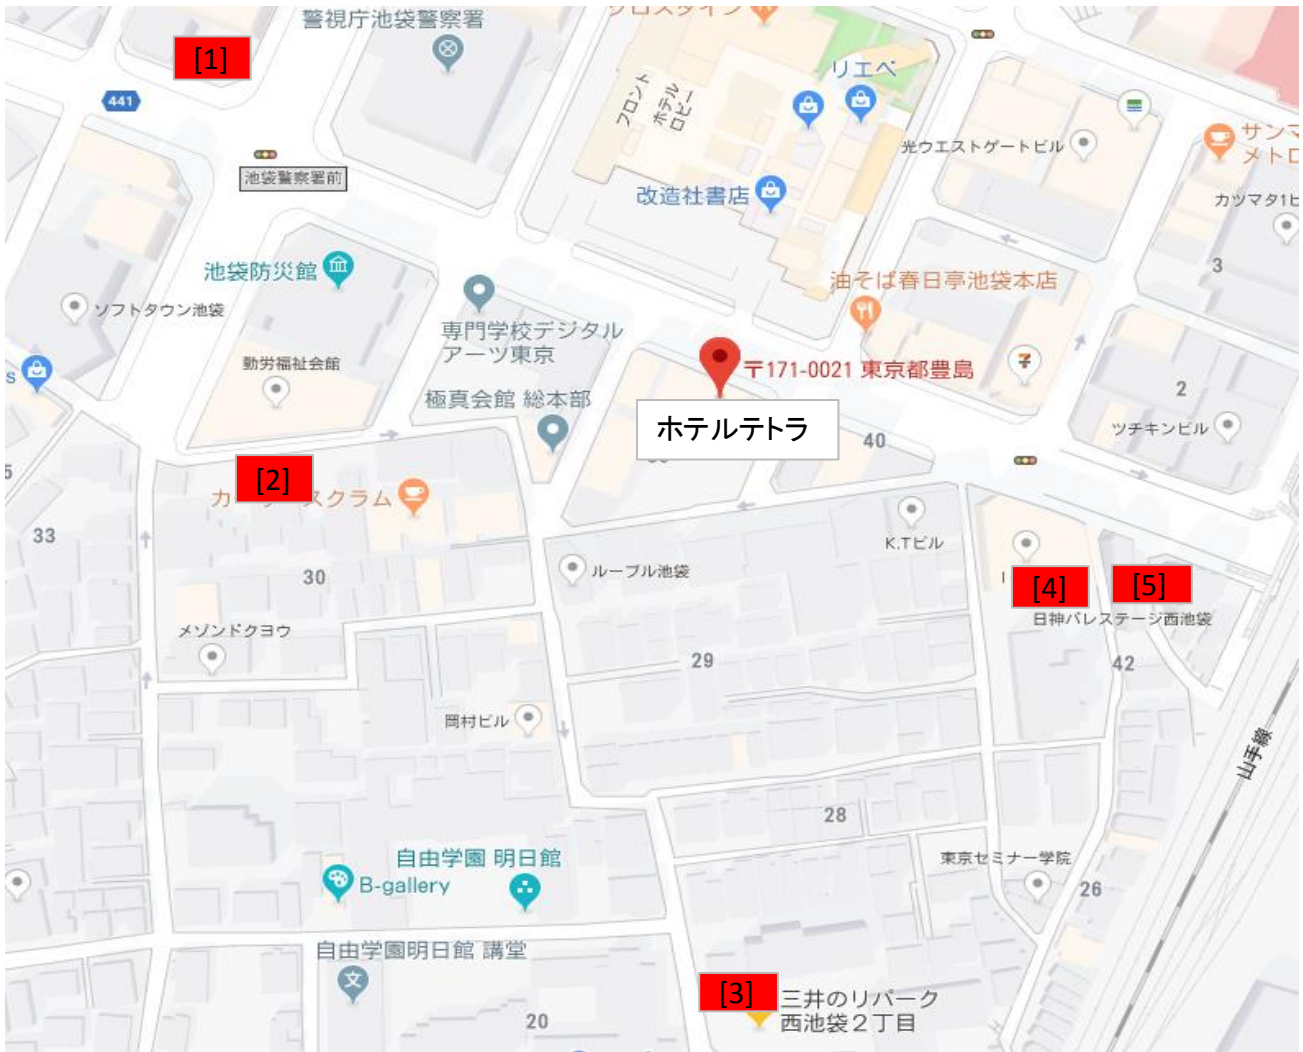 警視庁池袋警察署
[1]
441
池袋警察署前
フロント
ホテル
ロビー
リエペ
改造社書店
光ウエストゲートビル
サンマ
メトロ
カツマタ1ビ
3
池袋防災館
ソフトタウン池袋
専門学校デジタル
アーツ東京
勤労福祉会館
極真会館 総本部
油そば春日亭池袋本店
〒171-0021 東京都豊島
ホテルテトラ
40
2
ツチキンビル
s
[2]
スクラム
33
30
K.Tビル
ルーブル池袋
[4]
[5]
日神パレステージ西池袋
メゾンドクヨウ
29
42
岡村ビル
山手線
28
自由学園 明日館
B-gallery
東京セミナー学院
26
自由学園明日館 講堂
文
[3]
三井のリパーク
西池袋2丁目
20